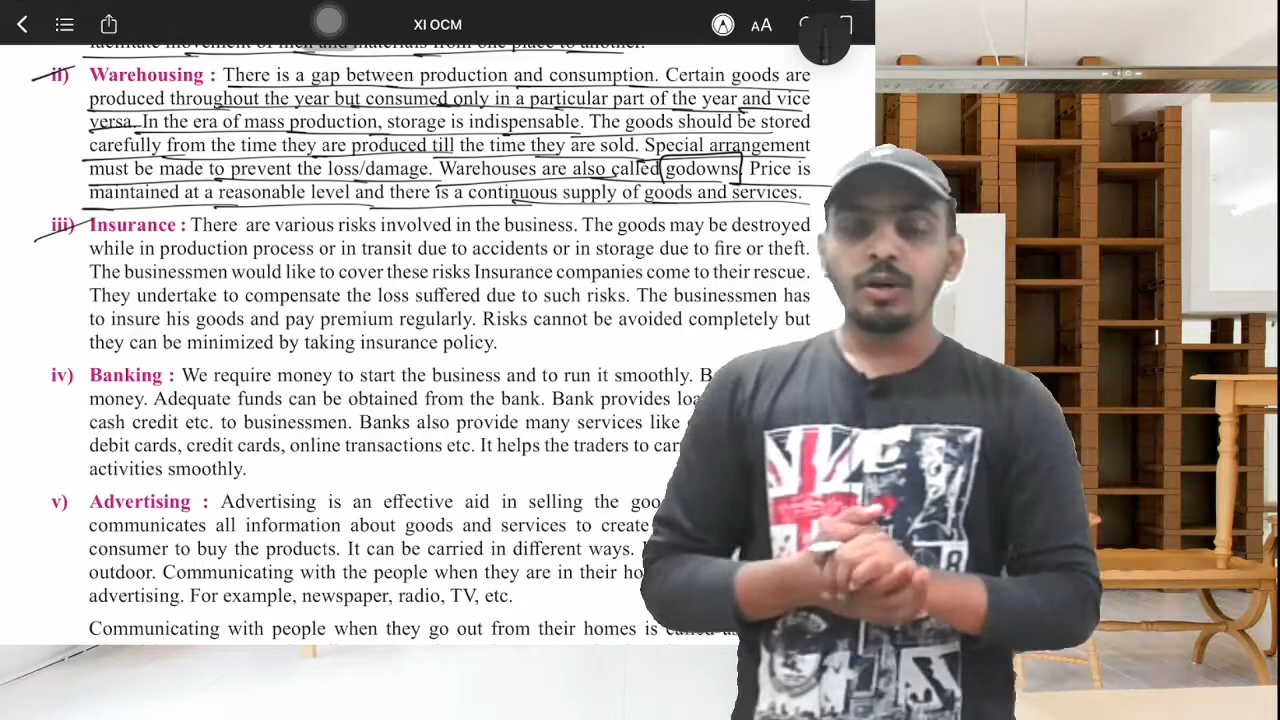 XI OCM
AA
facilitate movement of men and materials from one place to another.
ii) Warehousing : There is a gap between production and consumption. Certain goods are
produced throughout the year but consumed only in a particular part of the year and vice
versa. In the era of mass production, storage is indispensable. The goods should be stored
carefully from the time they are produced till the time they are sold. Special arrangement
must be made to prevent the loss/damage. Warehouses are also called godowns. Price is
maintained at a reasonable level and there is a continuous supply of goods and services.
iii) Insurance : There are various risks involved in the business. The goods may be destroyed
while in production process or in transit due to accidents or in storage due to fire or theft.
The businessmen would like to cover these risks Insurance companies come to their rescue.
They undertake to compensate the loss suffered due to such risks. The businessmen has
to insure his goods and pay premium regularly. Risks cannot be avoided completely but
they can be minimized by taking insurance policy.
iv) Banking : We require money to start the business and to run it smoothly.
money. Adequate funds can be obtained from the bank. Bank provides
cash credit etc. to businessmen. Banks also provide many services like
debit cards, credit cards, online transactions etc. It helps the traders to
activities smoothly.
v) Advertising : Advertising is an effective aid in selling the
communicates all information about goods and services to create
consumer to buy the products. It can be carried in different ways.
outdoor. Communicating with the people when they are in their
advertising. For example, newspaper, radio, TV, etc.
Communicating with people when they go out from their homes is called